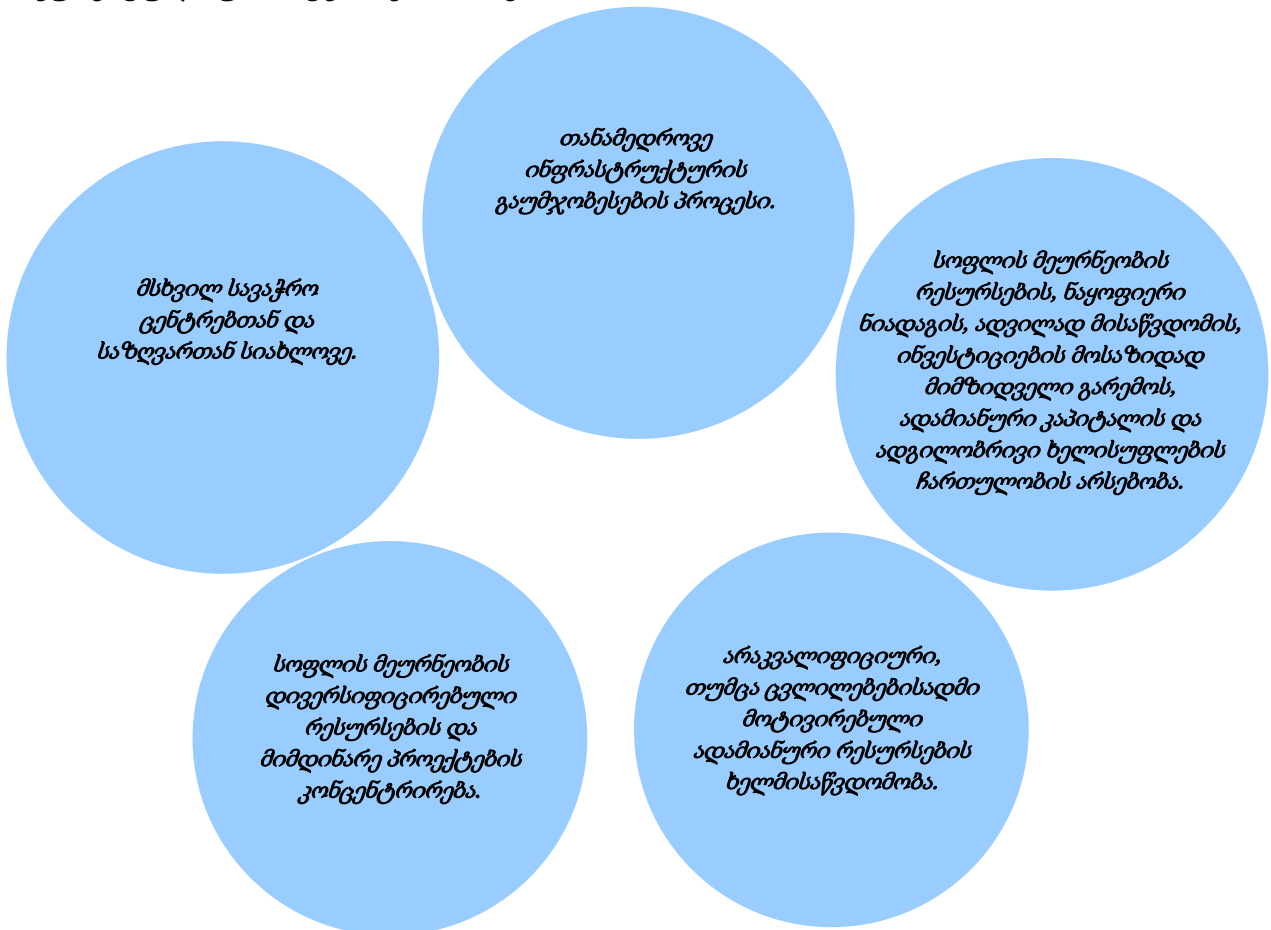 თანამედროვე
ინფრასტრუქტურის
გაუმჯობესების პროცესი.
მსხვილ სავაჭრო
ცენტრებთან და
საზღვართან სიახლოვე.
სოფლის მეურნეობის
რესურსების, ნაყოფიერი
ნიადაგის, ადვილად მისაწვდომის,
ინვესტიციების მოსაზიდად
მიმზიდველი გარემოს,
ადამიანური კაპიტალის და
ადგილობრივი ხელისუფლების
ჩართულობის არსებობა.
სოფლის მეურნეობის
დივერსიფიცირებული
რესურსების და
მიმდინარე პროექტების
კონცენტრირება.
არაკვალიფიციური,
თუმცა ცვლილებებისადმი
მოტივირებული
ადამიანური რესურსების
ხელმისაწვდომობა.